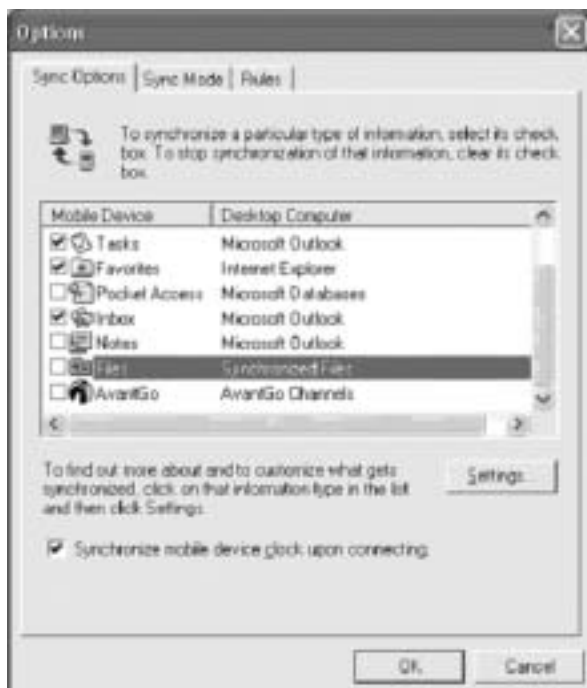 Options
Sync Options Sync Mode Rules
To synchronize a particular type of information, select its check
box. To stop synchronization of that information, clear its check
box.
Mobile Device Desktop Computer
Tasks Microsoft Outlook
Favorites Internet Explorer
Pocket Access Microsoft Databases
Inbox Microsoft Outlook
Notes Microsoft Outlook
Files Synchronized Files
AvantGo AvantGo Channels
To find out more about and to customize what gets
synchronized, click on that information type in the list
and then click Settings.
Settings...
Synchronize mobile device clock upon connecting.
OK Cancel